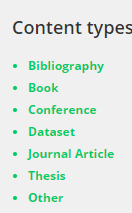 Content types
Bibliography
Book
Conference
Dataset
Journal Article
Thesis
Other